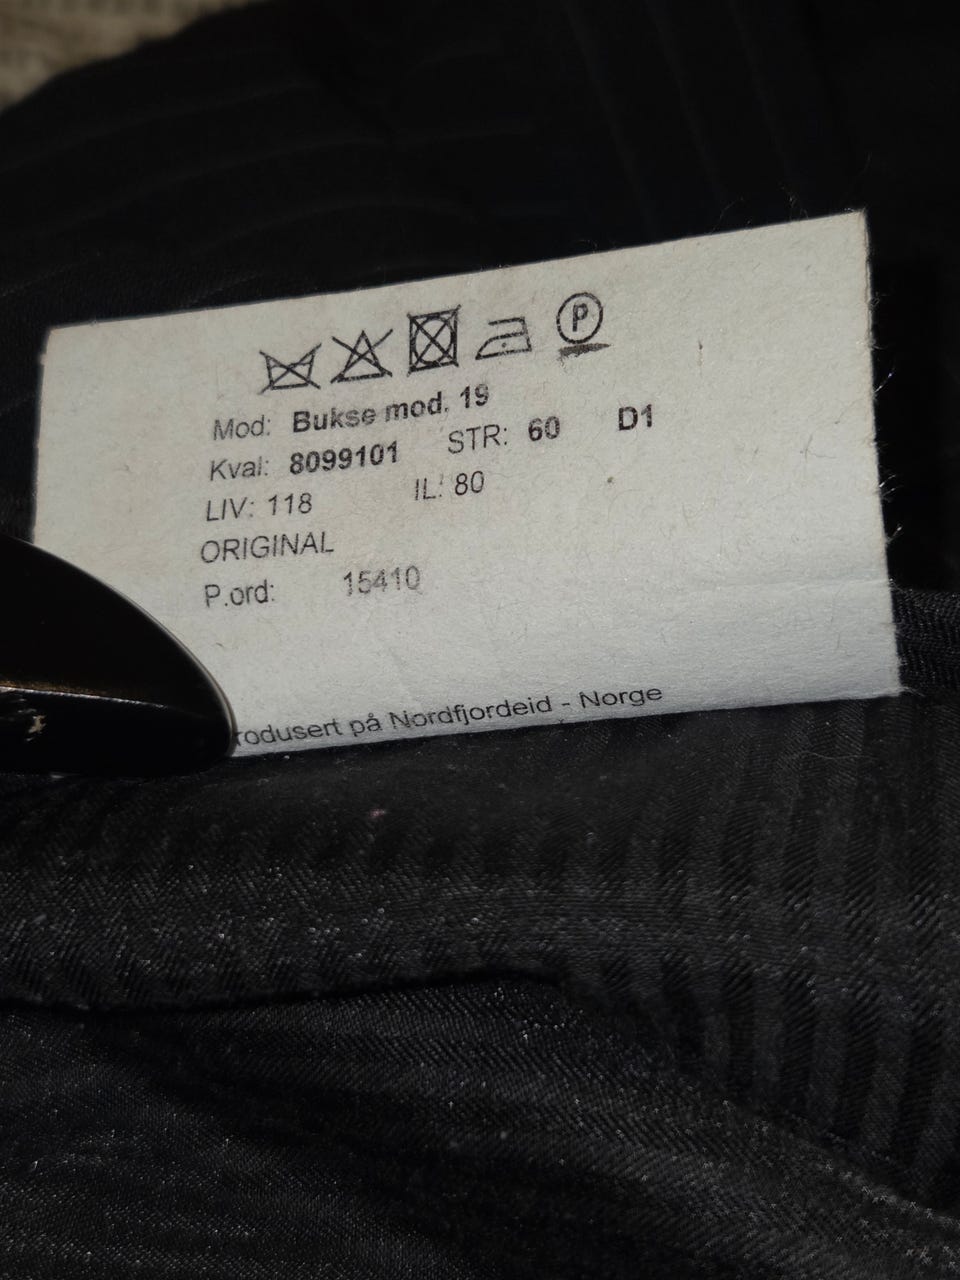 P
Mod: Bukse mod. 19
Kval: 8099101 STR: 60 D1
LIV: 118 IL: 80
ORIGINAL
P.ord: 15410
rodusert på Nordfjordeid - Norge